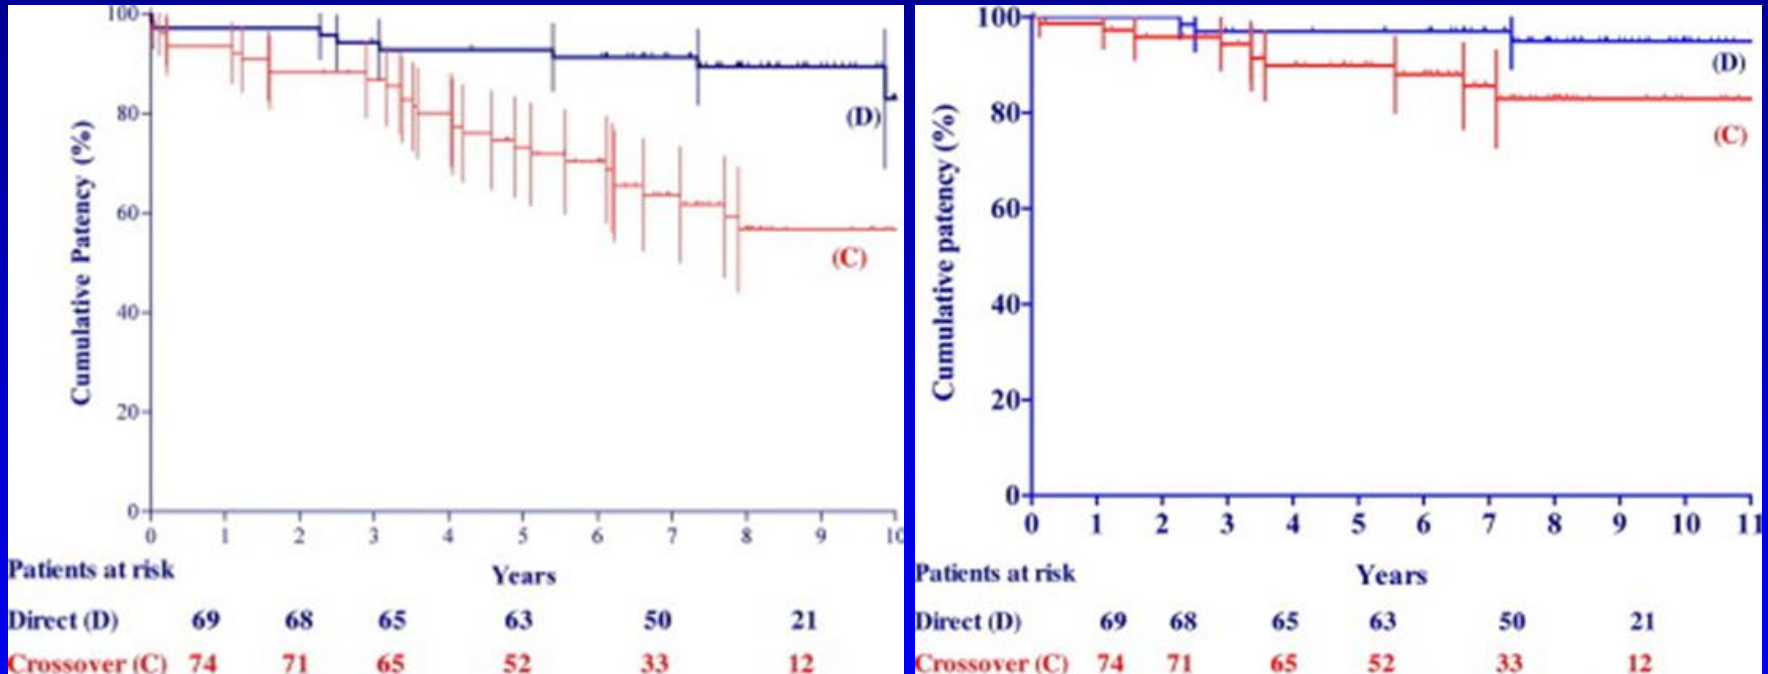 100
80
60
40
20
0
Cumulative Patency (%)
(D)
(C)
0 1 2 3 4 5 6 7 8 9 10
Years
Patients at risk
Direct (D) 69 68 65 63 50 21
Crossover (C) 74 71 65 52 33 12
100
80
60
40
20
0
Cumulative patency (%)
(D)
(C)
0 1 2 3 4 5 6 7 8 9 10 11
Years
Patients at risk
Direct (D) 69 68 65 63 50 21
Crossover (C) 74 71 65 52 33 12